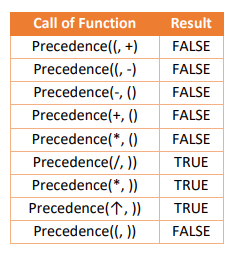 Call of Function Result
Precedence((, +) FALSE
Precedence((, -) FALSE
Precedence(-, () FALSE
Precedence(+, () FALSE
Precedence(*, () FALSE
Precedence(/, )) TRUE
Precedence(*, )) TRUE
Precedence(↑, )) TRUE
Precedence((, )) FALSE